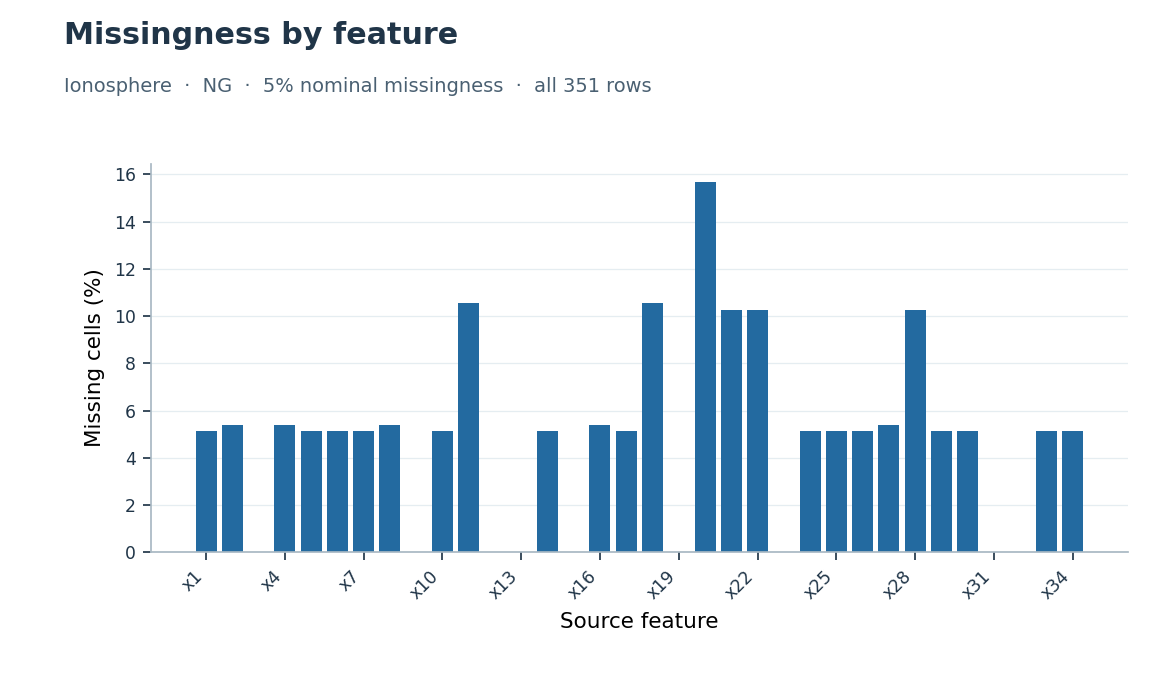 Missingness by feature
Ionosphere · NG · 5% nominal missingness · all 351 rows
16
14
12
10
8
6
4
2
0
Missing cells (%)
x1 x4 x7 x10 x13 x16 x19 x22 x25 x28 x31 x34
Source feature